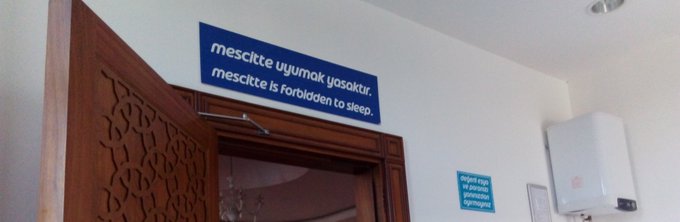 mescitte uyumak yasaktır.
mescitte is forbidden to sleep.
değerli eşya
ve paranızı
yanınızdan
ayırmayınız